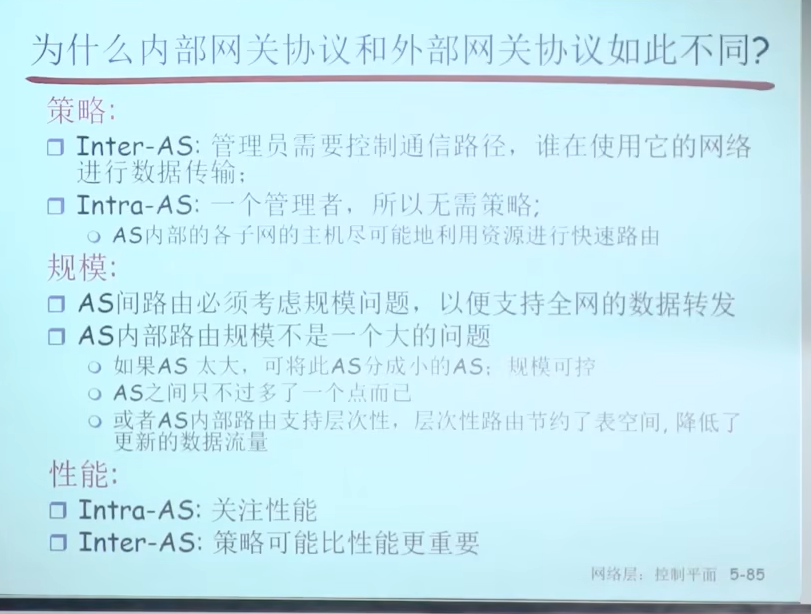 为什么内部网关协议和外部网关协议如此不同?
策略:
Inter-AS: 管理员需要控制通信路径，谁在使用它的网络
进行数据传输;
Intra-AS: 一个管理者，所以无需策略;
AS内部的各子网的主机尽可能地利用资源进行快速路由
规模:
AS间路由必须考虑规模问题，以便支持全网的数据转发
AS内部路由规模不是一个大的问题
如果AS 太大，可将此AS分成小的AS；规模可控
AS之间只不过多了一个点而已
或者AS内部路由支持层次性，层次性路由节约了表空间, 降低了
更新的数据流量
性能:
Intra-AS: 关注性能
Inter-AS: 策略可能比性能更重要
网络层：控制平面 5-85